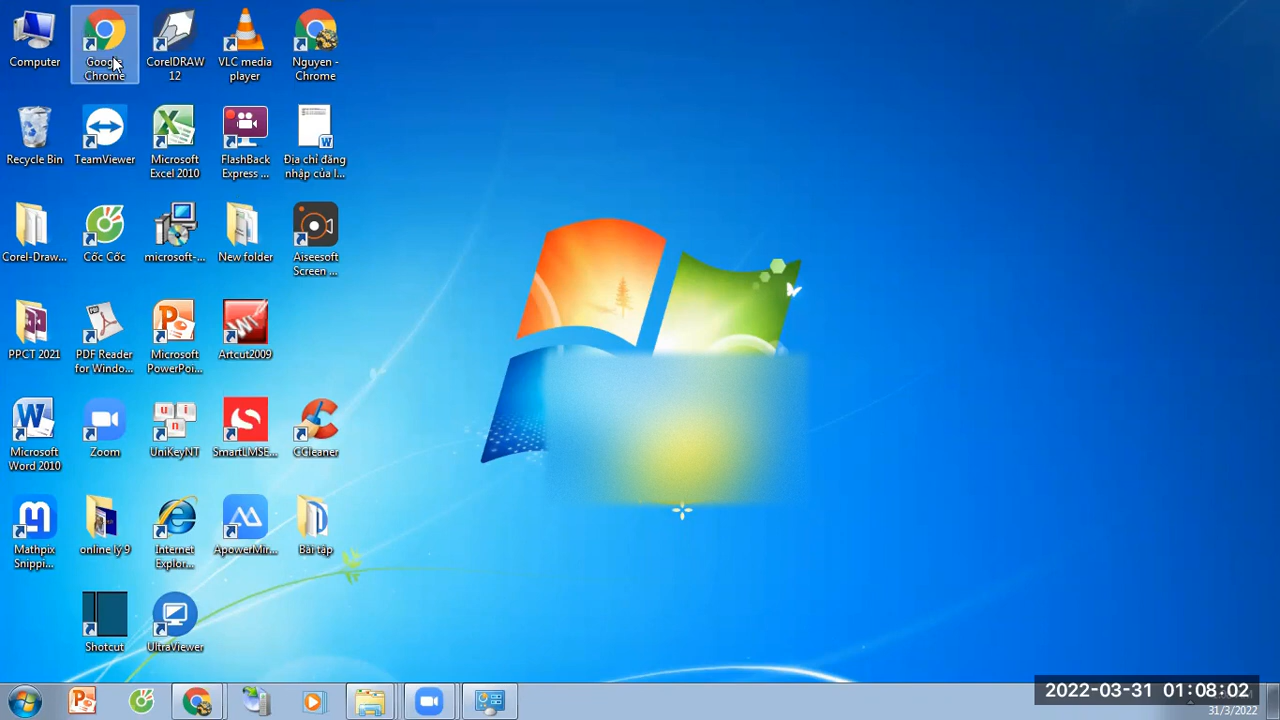 Computer
Google
Chrome
CorelDRAW
12
VLC media
player
Nguyen -
Chrome
Recycle Bin
TeamViewer
Microsoft
Excel 2010
FlashBack
Express ...
Địa chỉ đăng
nhập của l...
Corel-Draw...
Cốc Cốc
microsoft-...
New folder
Aiseesoft
Screen ...
PPCT 2021
PDF Reader
for Windo...
Microsoft
PowerPoi...
Artcut2009
Microsoft
Word 2010
Zoom
UniKeyNT
SmartLMSE...
CCleaner
Mathpix
Snippi...
online lý 9
Internet
Explor...
ApowerMir...
Bài tập
Shotcut
UltraViewer
2022-03-31 01:08:02
31/3/2022